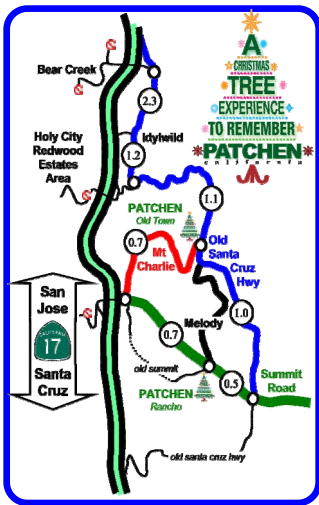 A
CHRISTMAS
TREE
EXPERIENCE
TO REMEMBER
PATCHEN
california
Bear Creek
2.3
Holy City
Redwood
Estates
Area
Idylwild
1.2
1.1
PATCHEN
Old Town
0.7
Mt
Charlie
Old
Santa
Cruz
Hwy
San
Jose
17
Santa
Cruz
Melody
1.0
0.7
old summit
0.5
Summit
Road
PATCHEN
Rancho
old santa cruz hwy